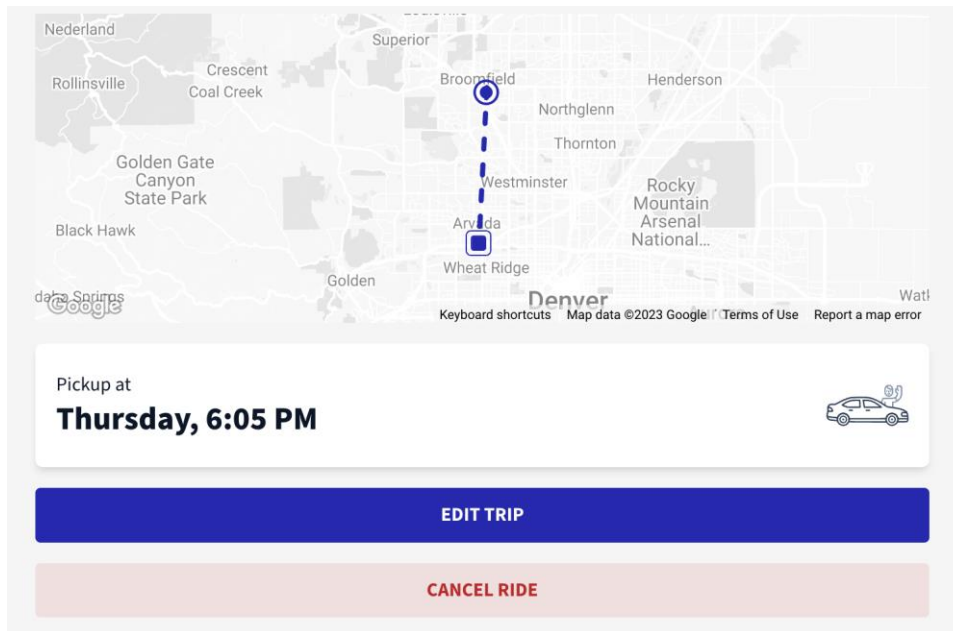 Nederland
Superior
Rollinsville
Crescent
Coal Creek
Broomfield
Henderson
Northglenn
Thornton
Golden Gate
Canyon
State Park
Westminster
Rocky
Mountain
Arsenal
National...
Black Hawk
Arvada
Wheat Ridge
Golden
Denver
Google
Keyboard shortcuts Map data ©2023 Google Terms of Use Report a map error
Pickup at
Thursday, 6:05 PM
EDIT TRIP
CANCEL RIDE